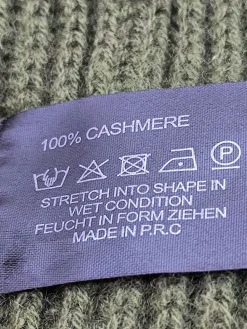 100% CASHMERE
P
STRETCH INTO SHAPE IN
WET CONDITION
FEUCHT IN FORM ZIEHEN
MADE IN P.R.C